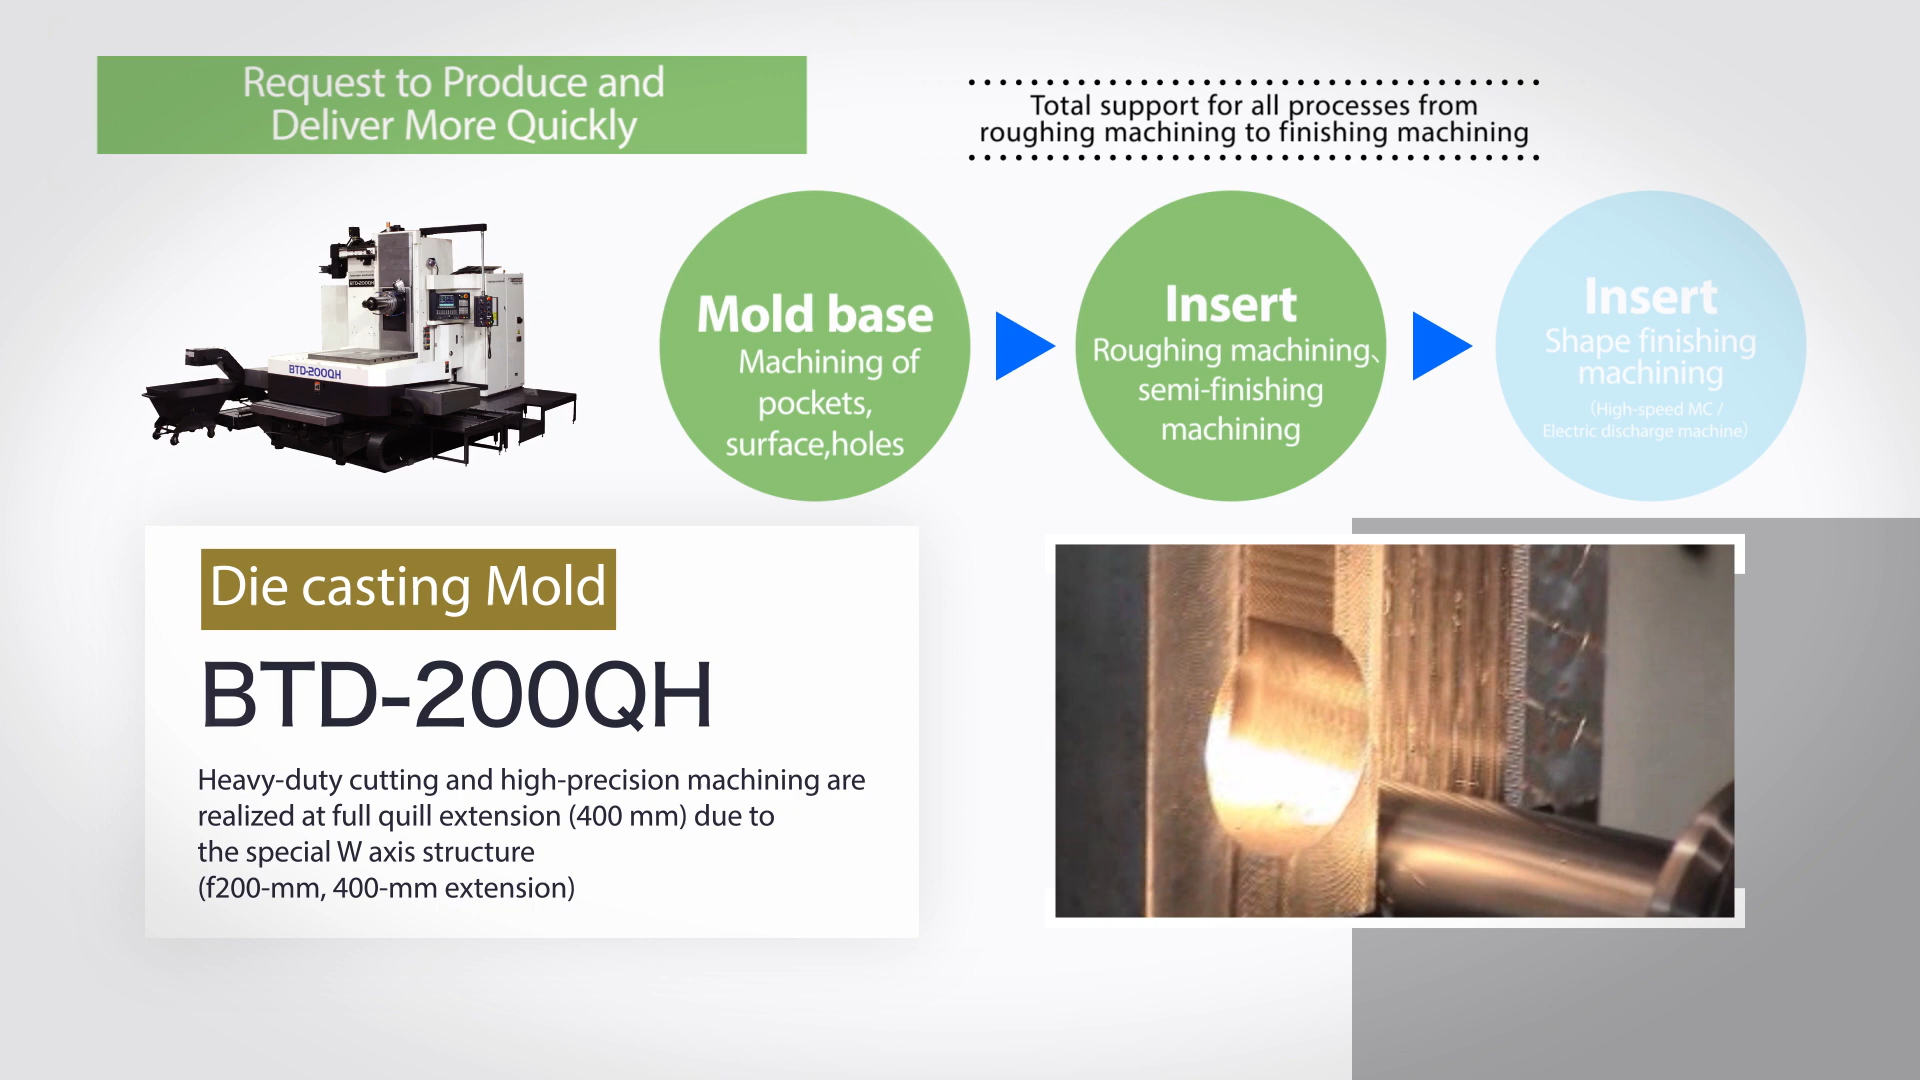 Request to Produce and
Deliver More Quickly
Total support for all processes from
roughing machining to finishing machining
BTD-200QH
BTD-200QH
Mold base
Machining of
pockets,
surface,holes
Insert
Roughing machining、
semi-finishing
machining
Insert
Shape finishing
machining
（High-speed MC /
Electric discharge machine）
Die casting Mold
BTD-200QH
Heavy-duty cutting and high-precision machining are
realized at full quill extension (400 mm) due to
the special W axis structure
(f200-mm, 400-mm extension)